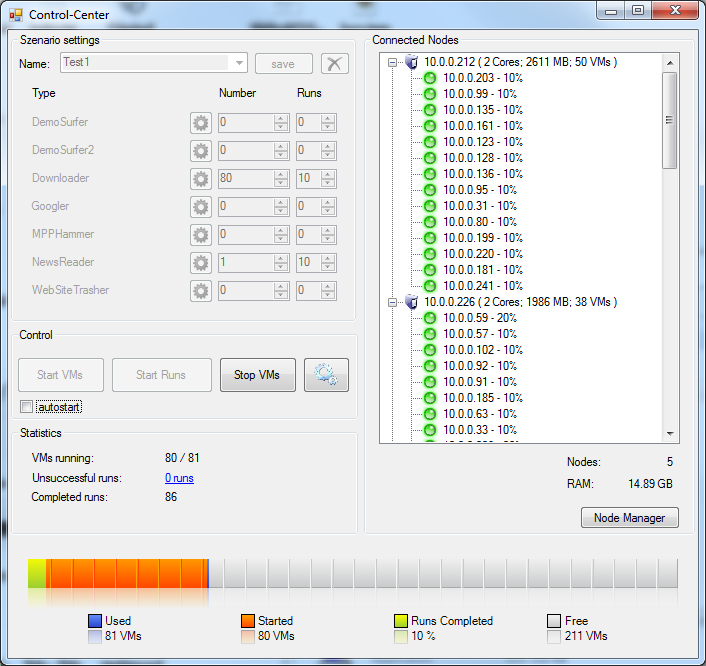 Control-Center
Szenario settings
Name: Test1 save
Type Number Runs
DemoSurfer 0 0
DemoSurfer2 0 0
Downloader 80 10
Googler 0 0
MPPHammer 0 0
NewsReader 1 10
WebSiteTrasher 0 0
Control
Start VMs Start Runs Stop VMs
autostart
Statistics
VMs running: 80 / 81
Unsuccessful runs: 0 runs
Completed runs: 86
Connected Nodes
10.0.0.212 ( 2 Cores; 2611 MB; 50 VMs )
10.0.0.203 - 10%
10.0.0.99 - 10%
10.0.0.135 - 10%
10.0.0.161 - 10%
10.0.0.123 - 10%
10.0.0.128 - 10%
10.0.0.136 - 10%
10.0.0.95 - 10%
10.0.0.31 - 10%
10.0.0.80 - 10%
10.0.0.199 - 10%
10.0.0.220 - 10%
10.0.0.181 - 10%
10.0.0.241 - 10%
10.0.0.226 ( 2 Cores; 1986 MB; 38 VMs )
10.0.0.59 - 20%
10.0.0.57 - 10%
10.0.0.102 - 10%
10.0.0.92 - 10%
10.0.0.91 - 10%
10.0.0.185 - 10%
10.0.0.63 - 10%
10.0.0.33 - 10%
Nodes: 5
RAM: 14.89 GB
Node Manager
Used Started Runs Completed Free
81 VMs 80 VMs 10 % 211 VMs